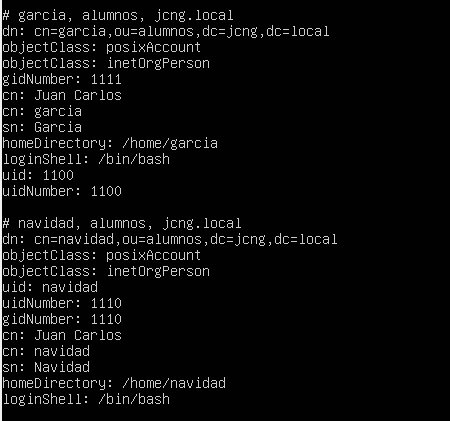 # garcia, alumnos, jcng.local
dn: cn=garcia,ou=alumnos,dc=jcng,dc=local
objectClass: posixAccount
objectClass: inetOrgPerson
gidNumber: 1111
cn: Juan Carlos
cn: garcia
sn: Garcia
homeDirectory: /home/garcia
loginShell: /bin/bash
uid: 1100
uidNumber: 1100

# navidad, alumnos, jcng.local
dn: cn=navidad,ou=alumnos,dc=jcng,dc=local
objectClass: posixAccount
objectClass: inetOrgPerson
uid: navidad
uidNumber: 1110
gidNumber: 1110
cn: Juan Carlos
cn: navidad
sn: Navidad
homeDirectory: /home/navidad
loginShell: /bin/bash